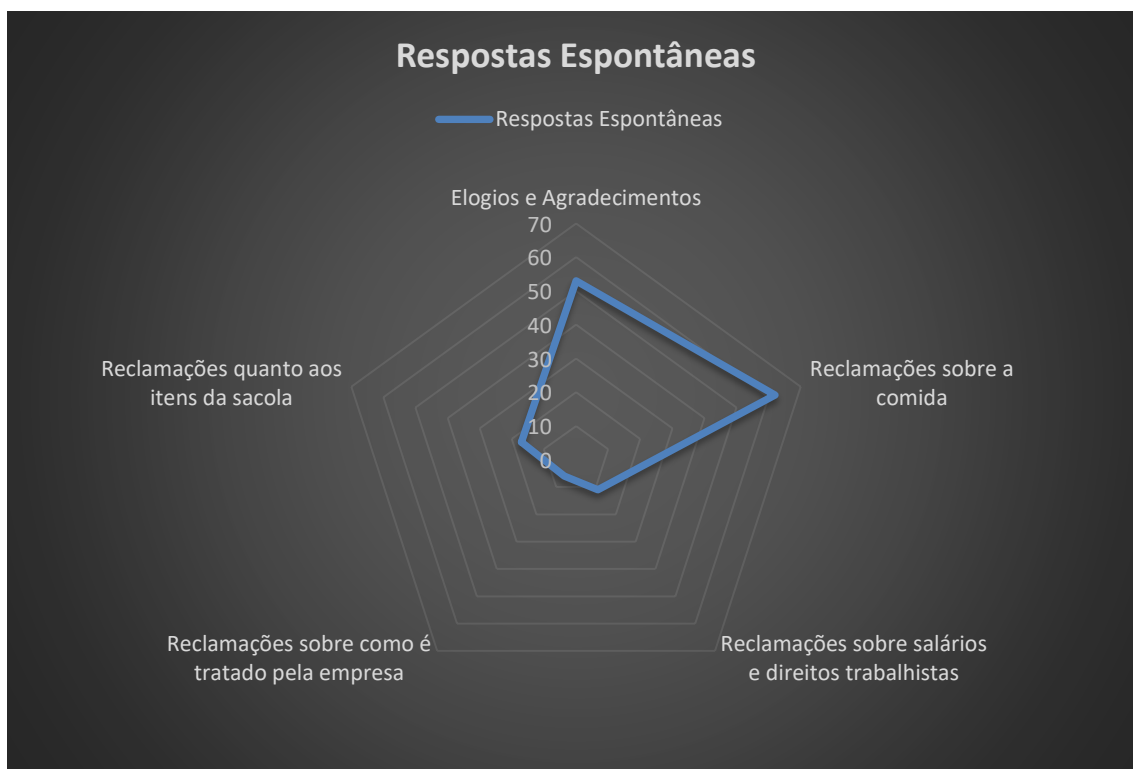 Respostas Espontâneas
Respostas Espontâneas
Elogios e Agradecimentos
70
60
50
40
30
20
10
0
Reclamações sobre a
comida
Reclamações sobre salários
e direitos trabalhistas
Reclamações sobre como é
tratado pela empresa
Reclamações quanto aos
itens da sacola